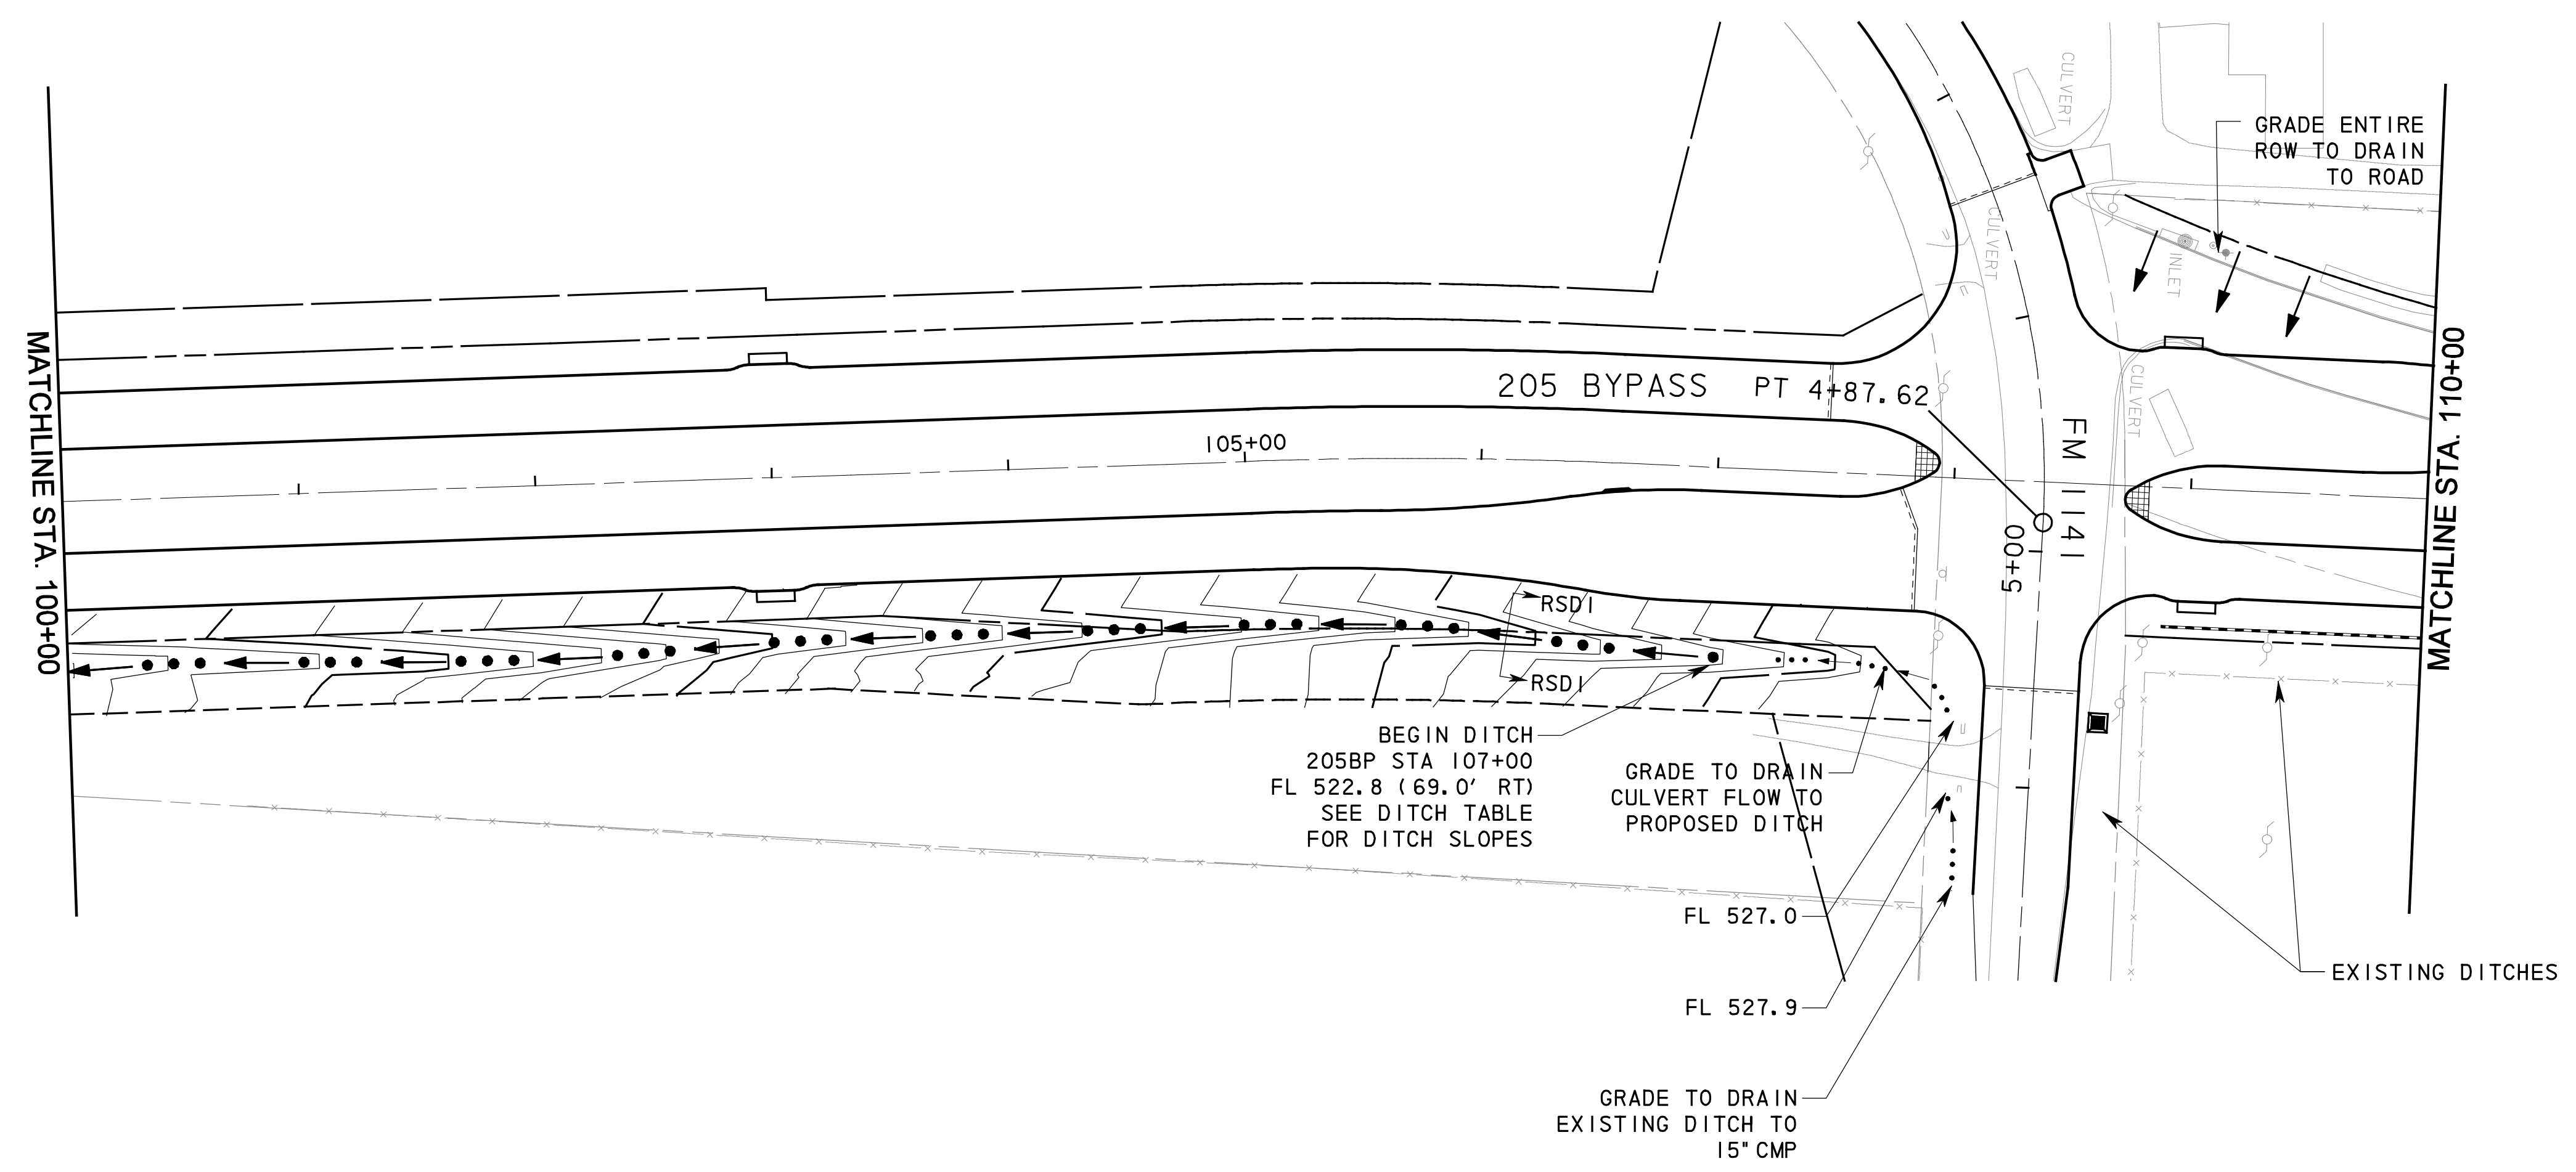 CULVERT
GRADE ENTIRE
ROW TO DRAIN
TO ROAD
CULVERT
INLET
MATCHLINE STA. 100+00
205 BYPASS
PT 4+87.62
CULVERT
MATCHLINE STA. 110+00
105+00
FM 1141
5+00
RSD1
RSD1
BEGIN DITCH
205BP STA 107+00
FL 522.8 (69.0' RT)
SEE DITCH TABLE
FOR DITCH SLOPES
GRADE TO DRAIN
CULVERT FLOW TO
PROPOSED DITCH
FL 527.0
EXISTING DITCHES
FL 527.9
GRADE TO DRAIN
EXISTING DITCH TO
15" CMP